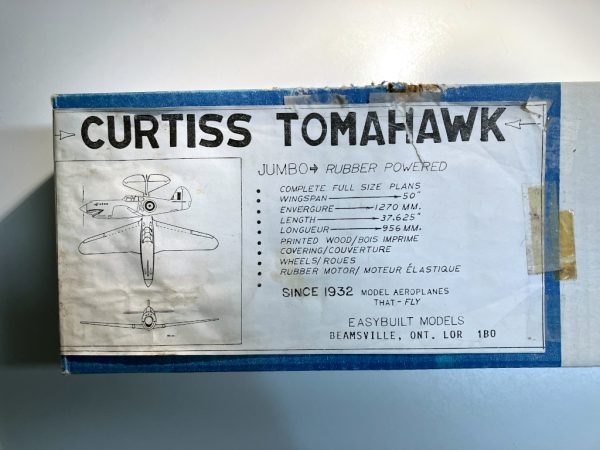 CURTISS TOMAHAWK
JUMBO → RUBBER POWERED
COMPLETE FULL SIZE PLANS
WINGSPAN → 50"
ENVERGURE → 1270 MM.
LENGTH → 37.625"
LONGUEUR → 956 MM.
PRINTED WOOD/BOIS IMPRIME
COVERING/COUVERTURE
WHEELS/ROUES
RUBBER MOTOR/ MOTEUR ÉLASTIQUE
SINCE 1932 MODEL AEROPLANES
THAT-FLY
EASYBUILT MODELS
BEAMSVILLE, ONT. LOR 1BO